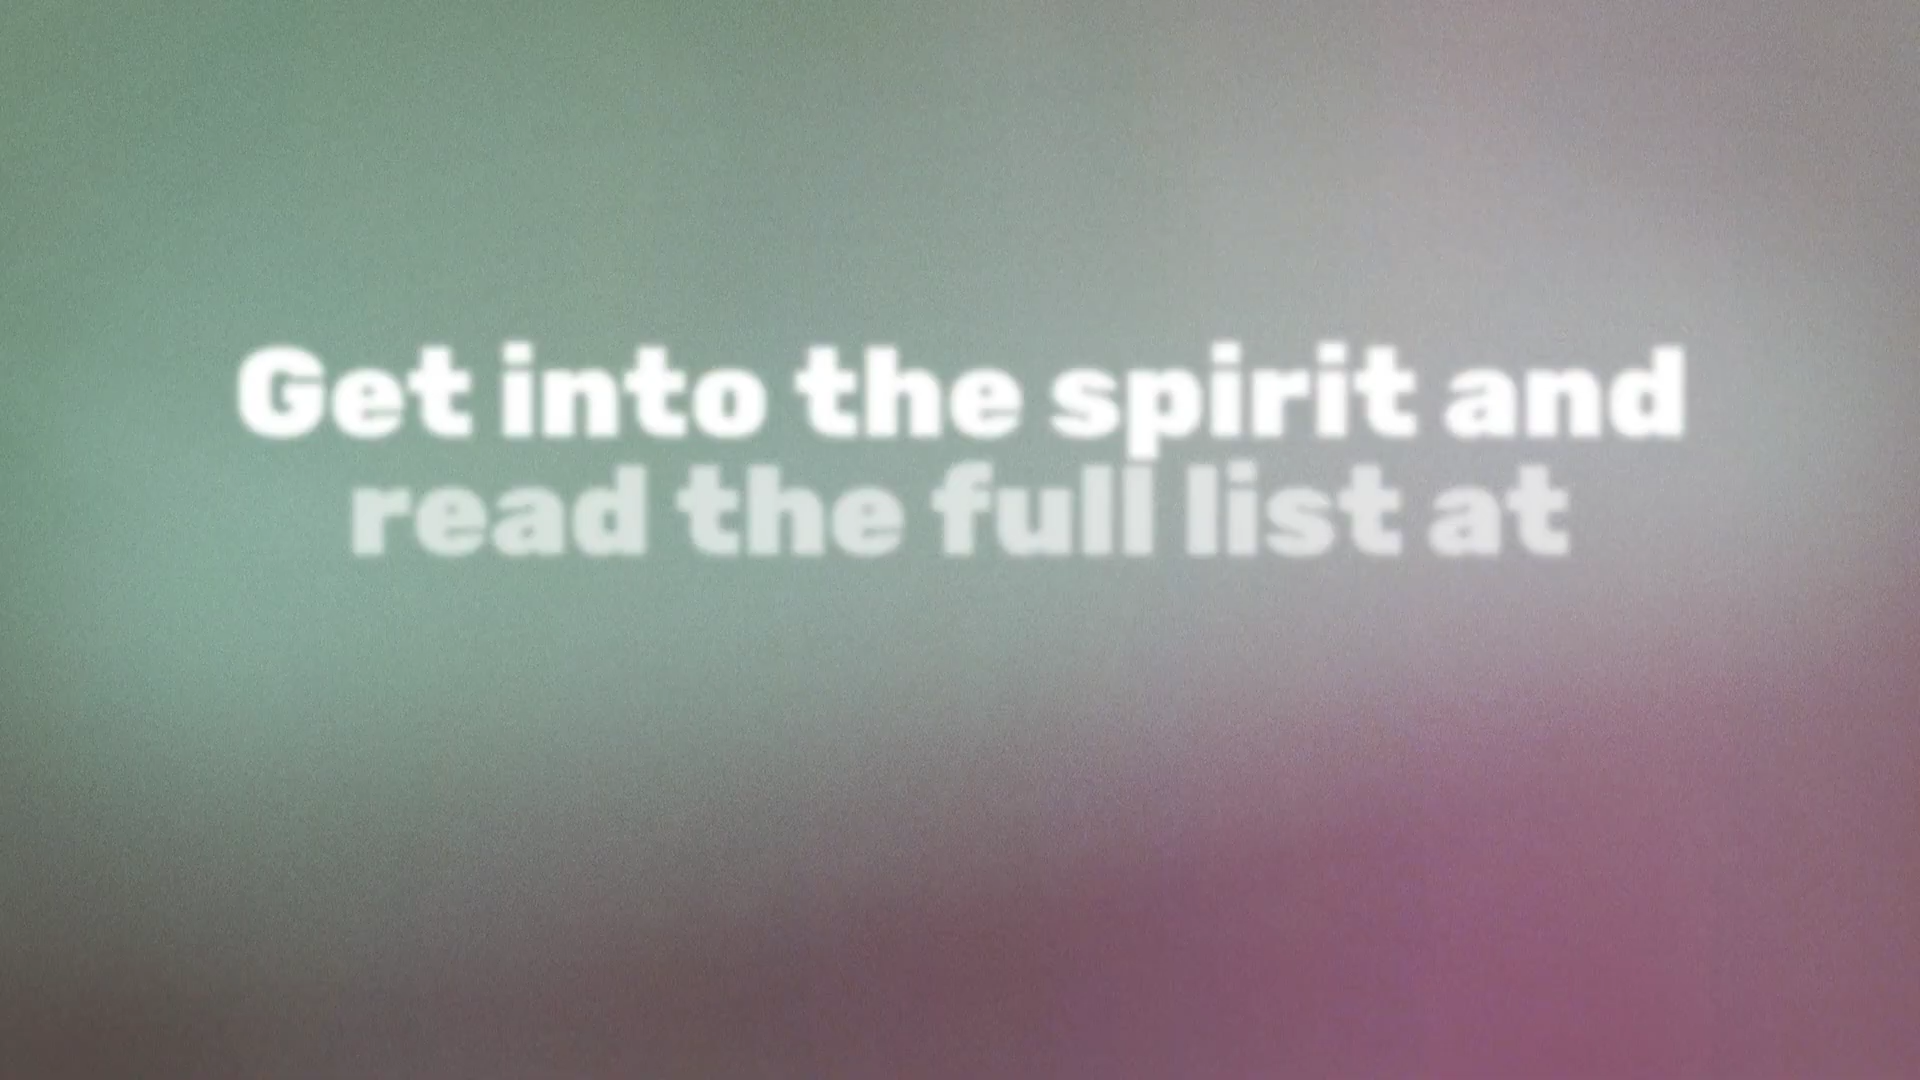 Get into the spirit and
read the full list at